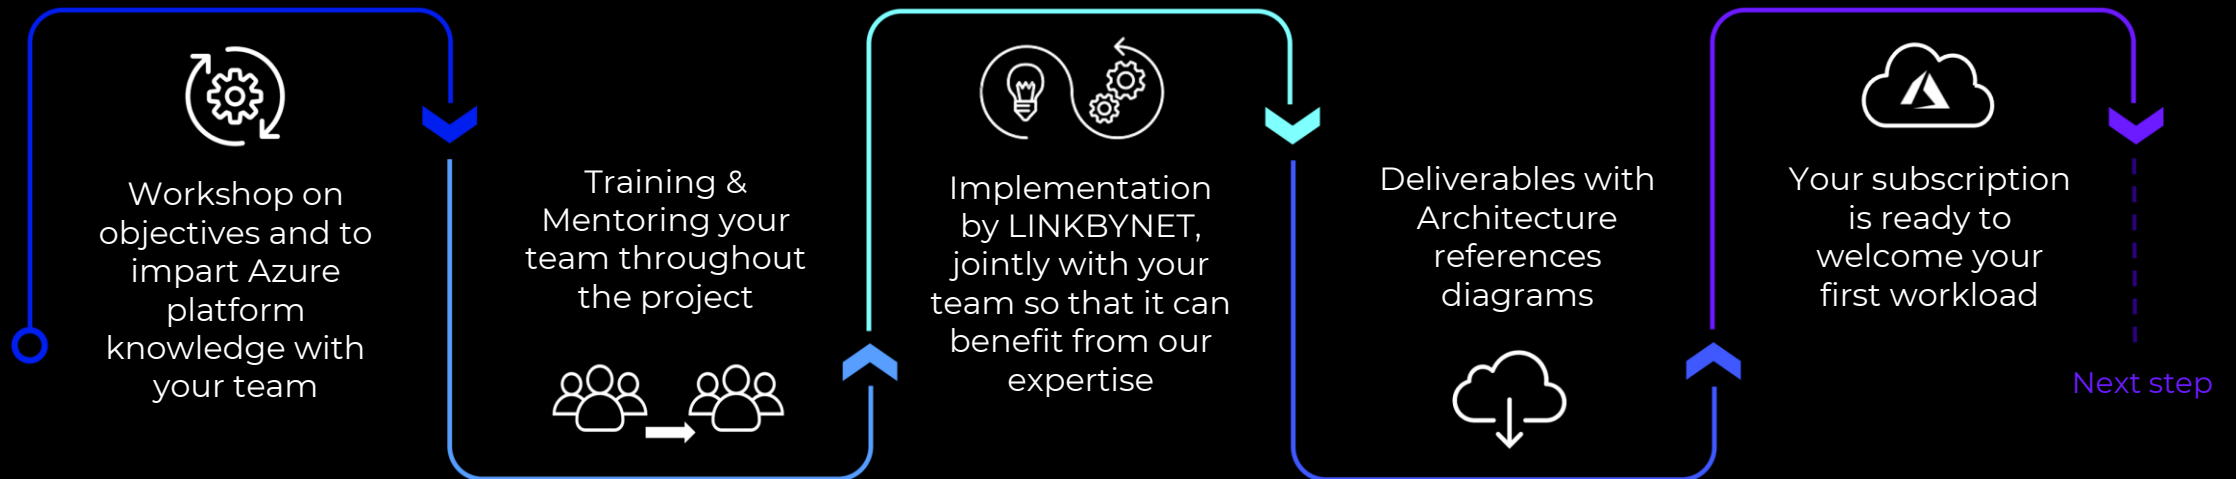 Workshop on
objectives and to
impart Azure
platform
knowledge with
your team
Training &
Mentoring your
team throughout
the project
Implementation
by LINKBYNET,
jointly with your
team so that it can
benefit from our
expertise
Deliverables with
Architecture
references
diagrams
Your subscription
is ready to
welcome your
first workload
Next step